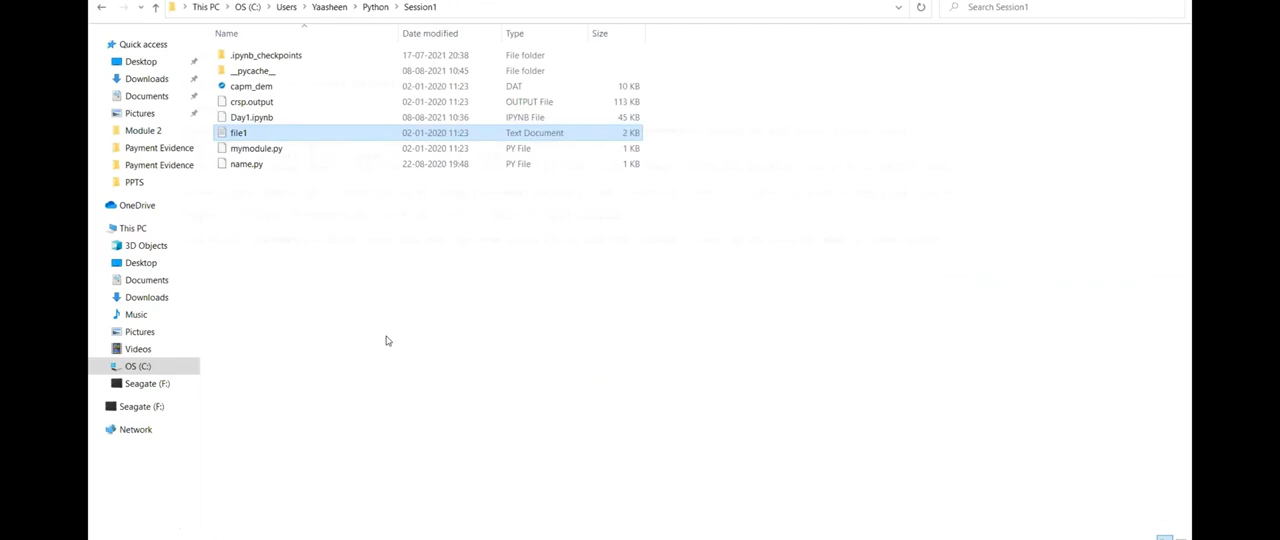 This PC > OS (C:) > Users > Yaasheen > Python > Session1
Search Session1
Name Date modified Type Size
.ipynb_checkpoints 17-07-2021 20:38 File folder
__pycache__ 08-08-2021 10:45 File folder
capm_dem 02-01-2020 11:23 DAT 10 KB
crsp.output 02-01-2020 11:23 OUTPUT File 113 KB
Day1.ipynb 08-08-2021 10:36 IPYNB File 45 KB
file1 02-01-2020 11:23 Text Document 2 KB
mymodule.py 02-01-2020 11:23 PY File 1 KB
name.py 22-08-2020 19:48 PY File 1 KB
Quick access
Desktop
Downloads
Documents
Pictures
Module 2
Payment Evidence
Payment Evidence
PPTS
OneDrive
This PC
3D Objects
Desktop
Documents
Downloads
Music
Pictures
Videos
OS (C:)
Seagate (F:)
Seagate (F:)
Network